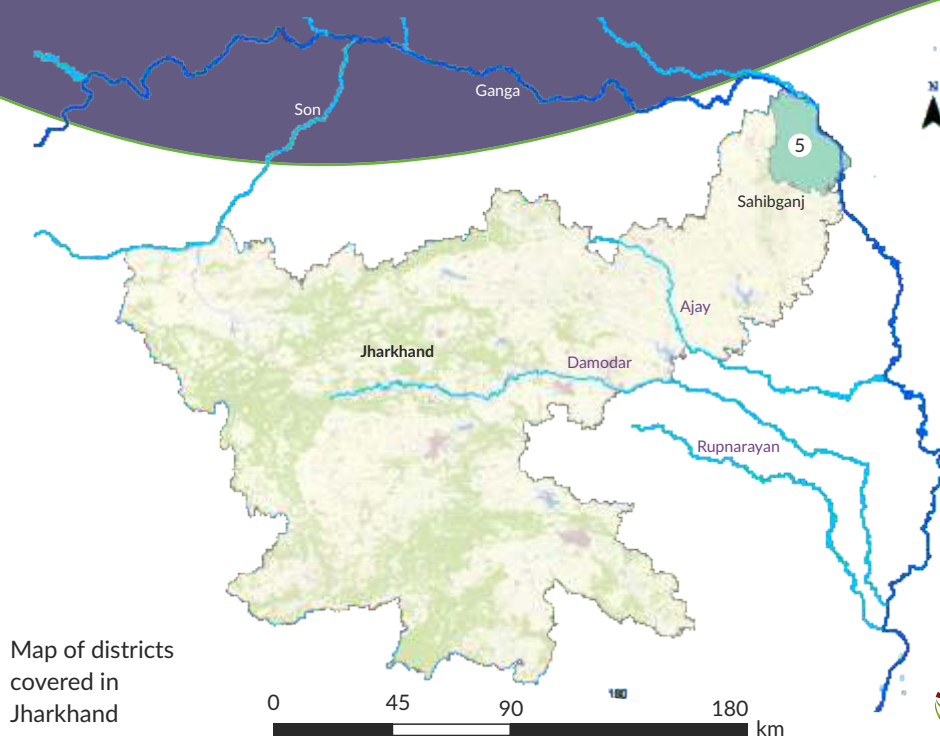 Ganga
Son
N
5
Sahibganj
Ajay
Jharkhand
Damodar
Rupnarayan
Map of districts
covered in
Jharkhand
0 45 90 180
km